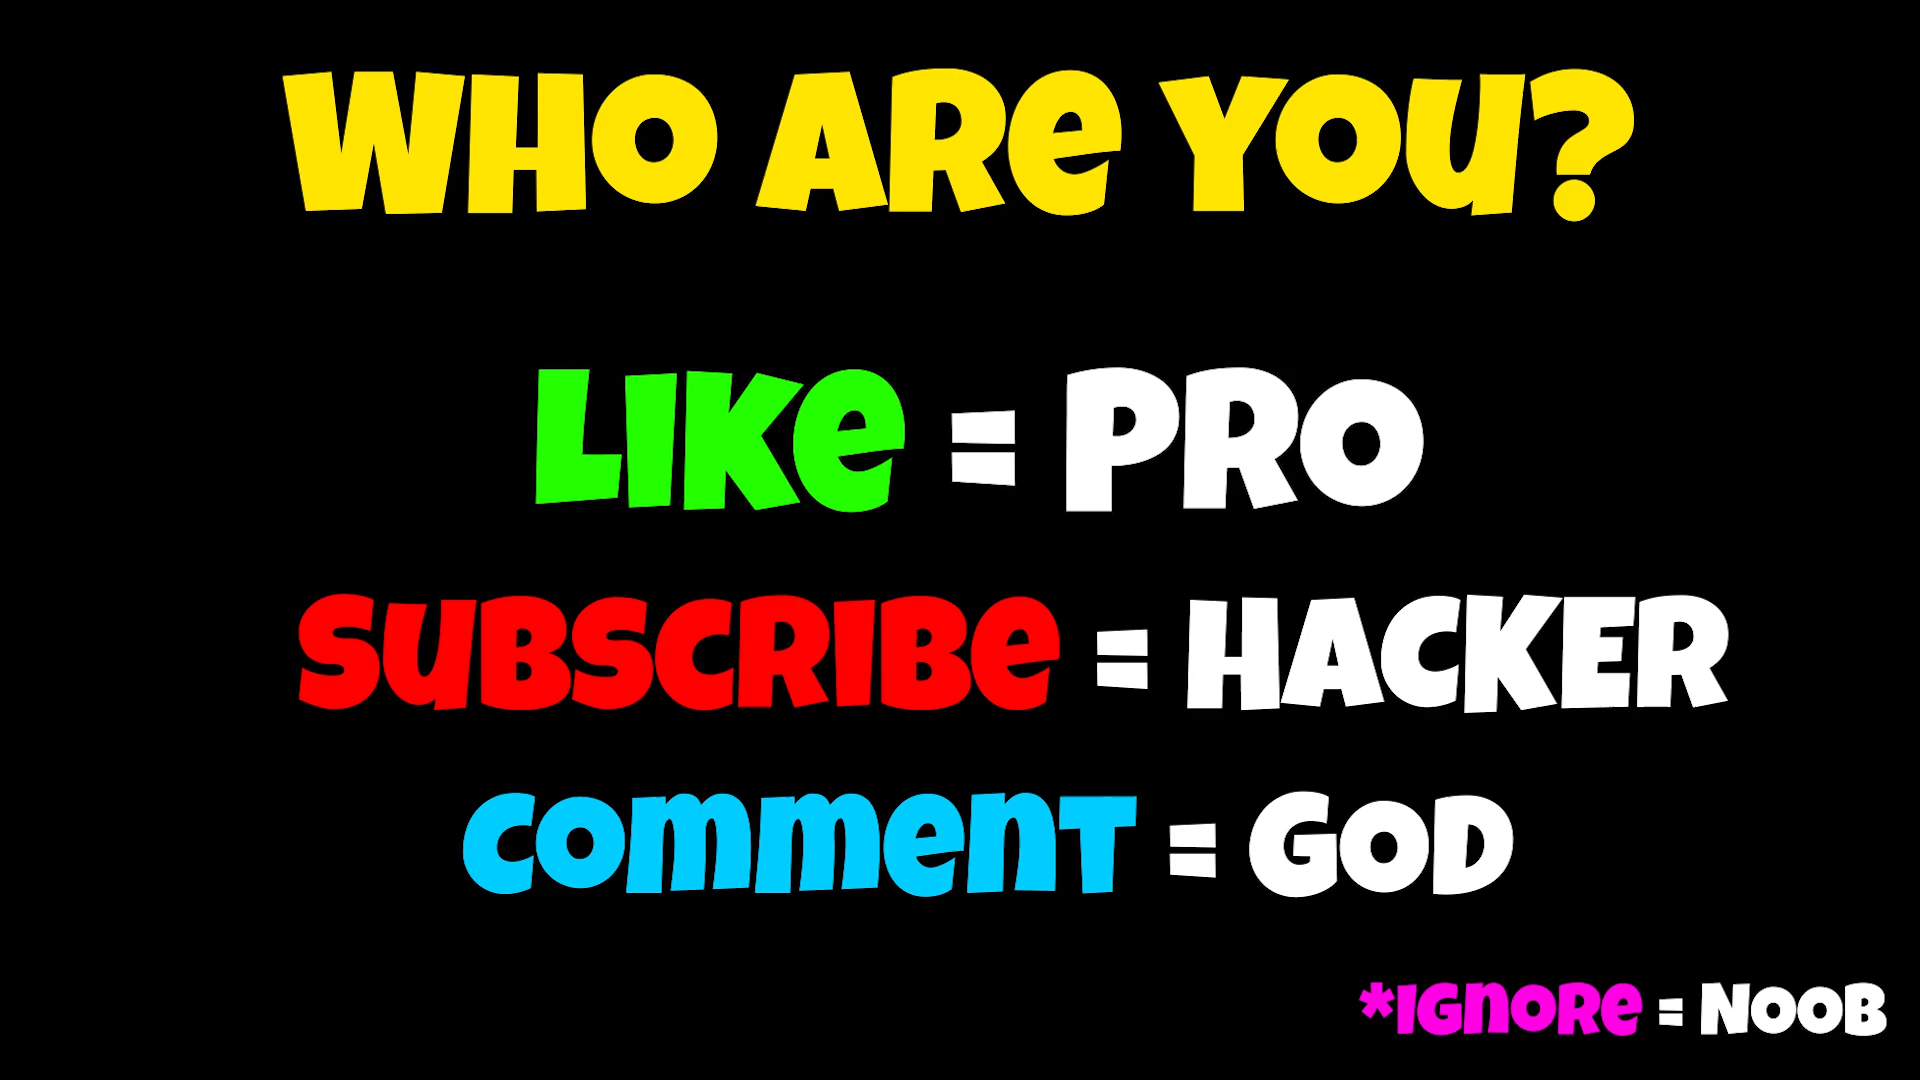 WHO ARe YOu?
LIKe = PRO
SuBSCRIBe = HACKER
COmmenT = GOD
*IGnORe = NOOB